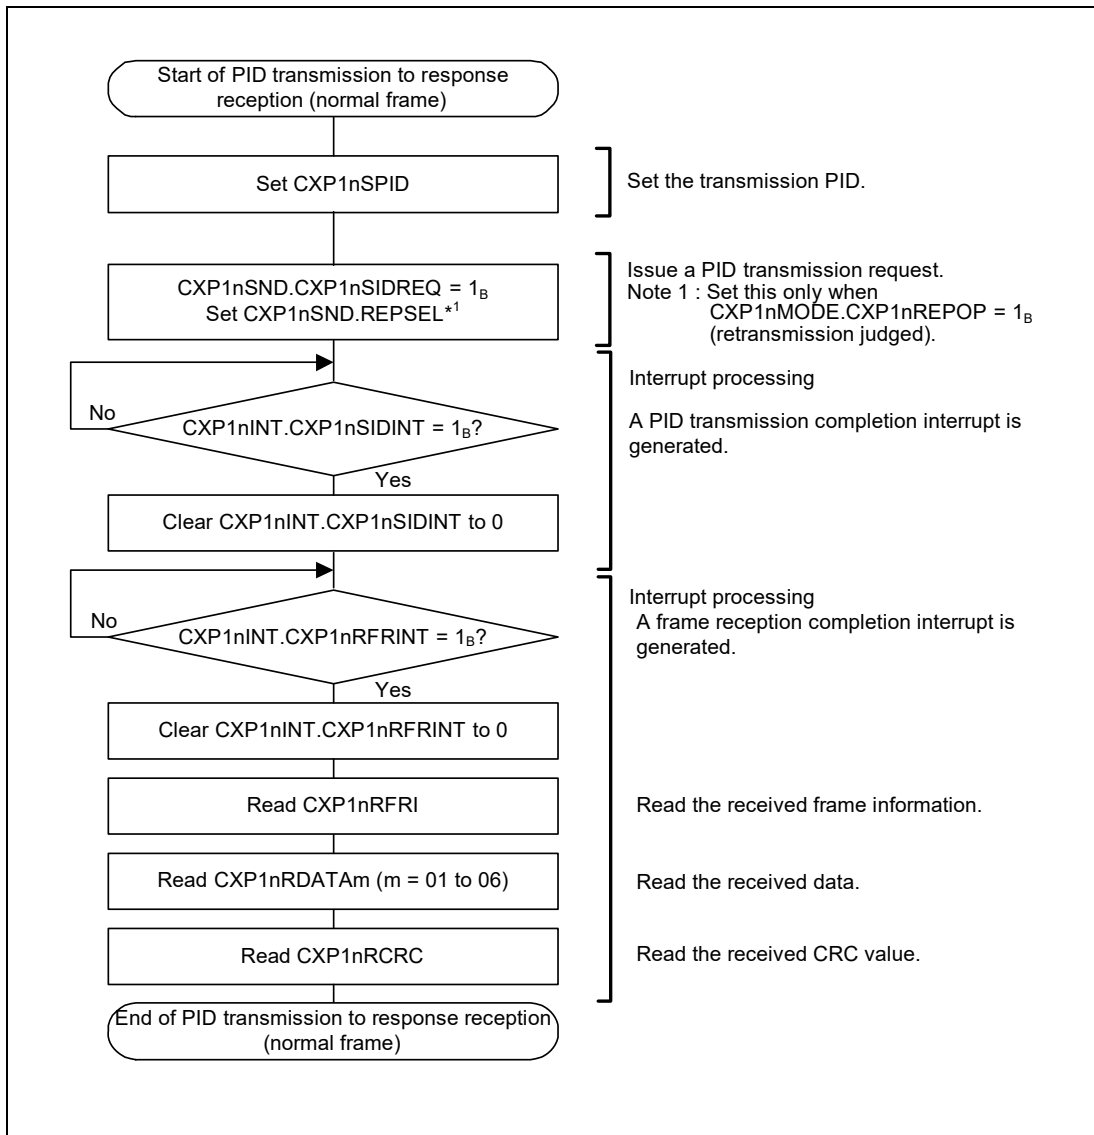 Start of PID transmission to response
reception (normal frame)
Set CXP1nSPID
Set the transmission PID.
CXP1nSND.CXP1nSIDREQ = 1B
Set CXP1nSND.REPSEL*1
Issue a PID transmission request.
Note 1 : Set this only when
CXP1nMODE.CXP1nREPOP = 1B
(retransmission judged).
Interrupt processing
No
CXP1nINT.CXP1nSIDINT = 1B?
A PID transmission completion interrupt is
generated.
Yes
Clear CXP1nINT.CXP1nSIDINT to 0
Interrupt processing
No
CXP1nINT.CXP1nRFRINT = 1B?
A frame reception completion interrupt is
generated.
Yes
Clear CXP1nINT.CXP1nRFRINT to 0
Read CXP1nRFRI
Read the received frame information.
Read CXP1nRDATAm (m = 01 to 06)
Read the received data.
Read CXP1nRCRC
Read the received CRC value.
End of PID transmission to response reception
(normal frame)